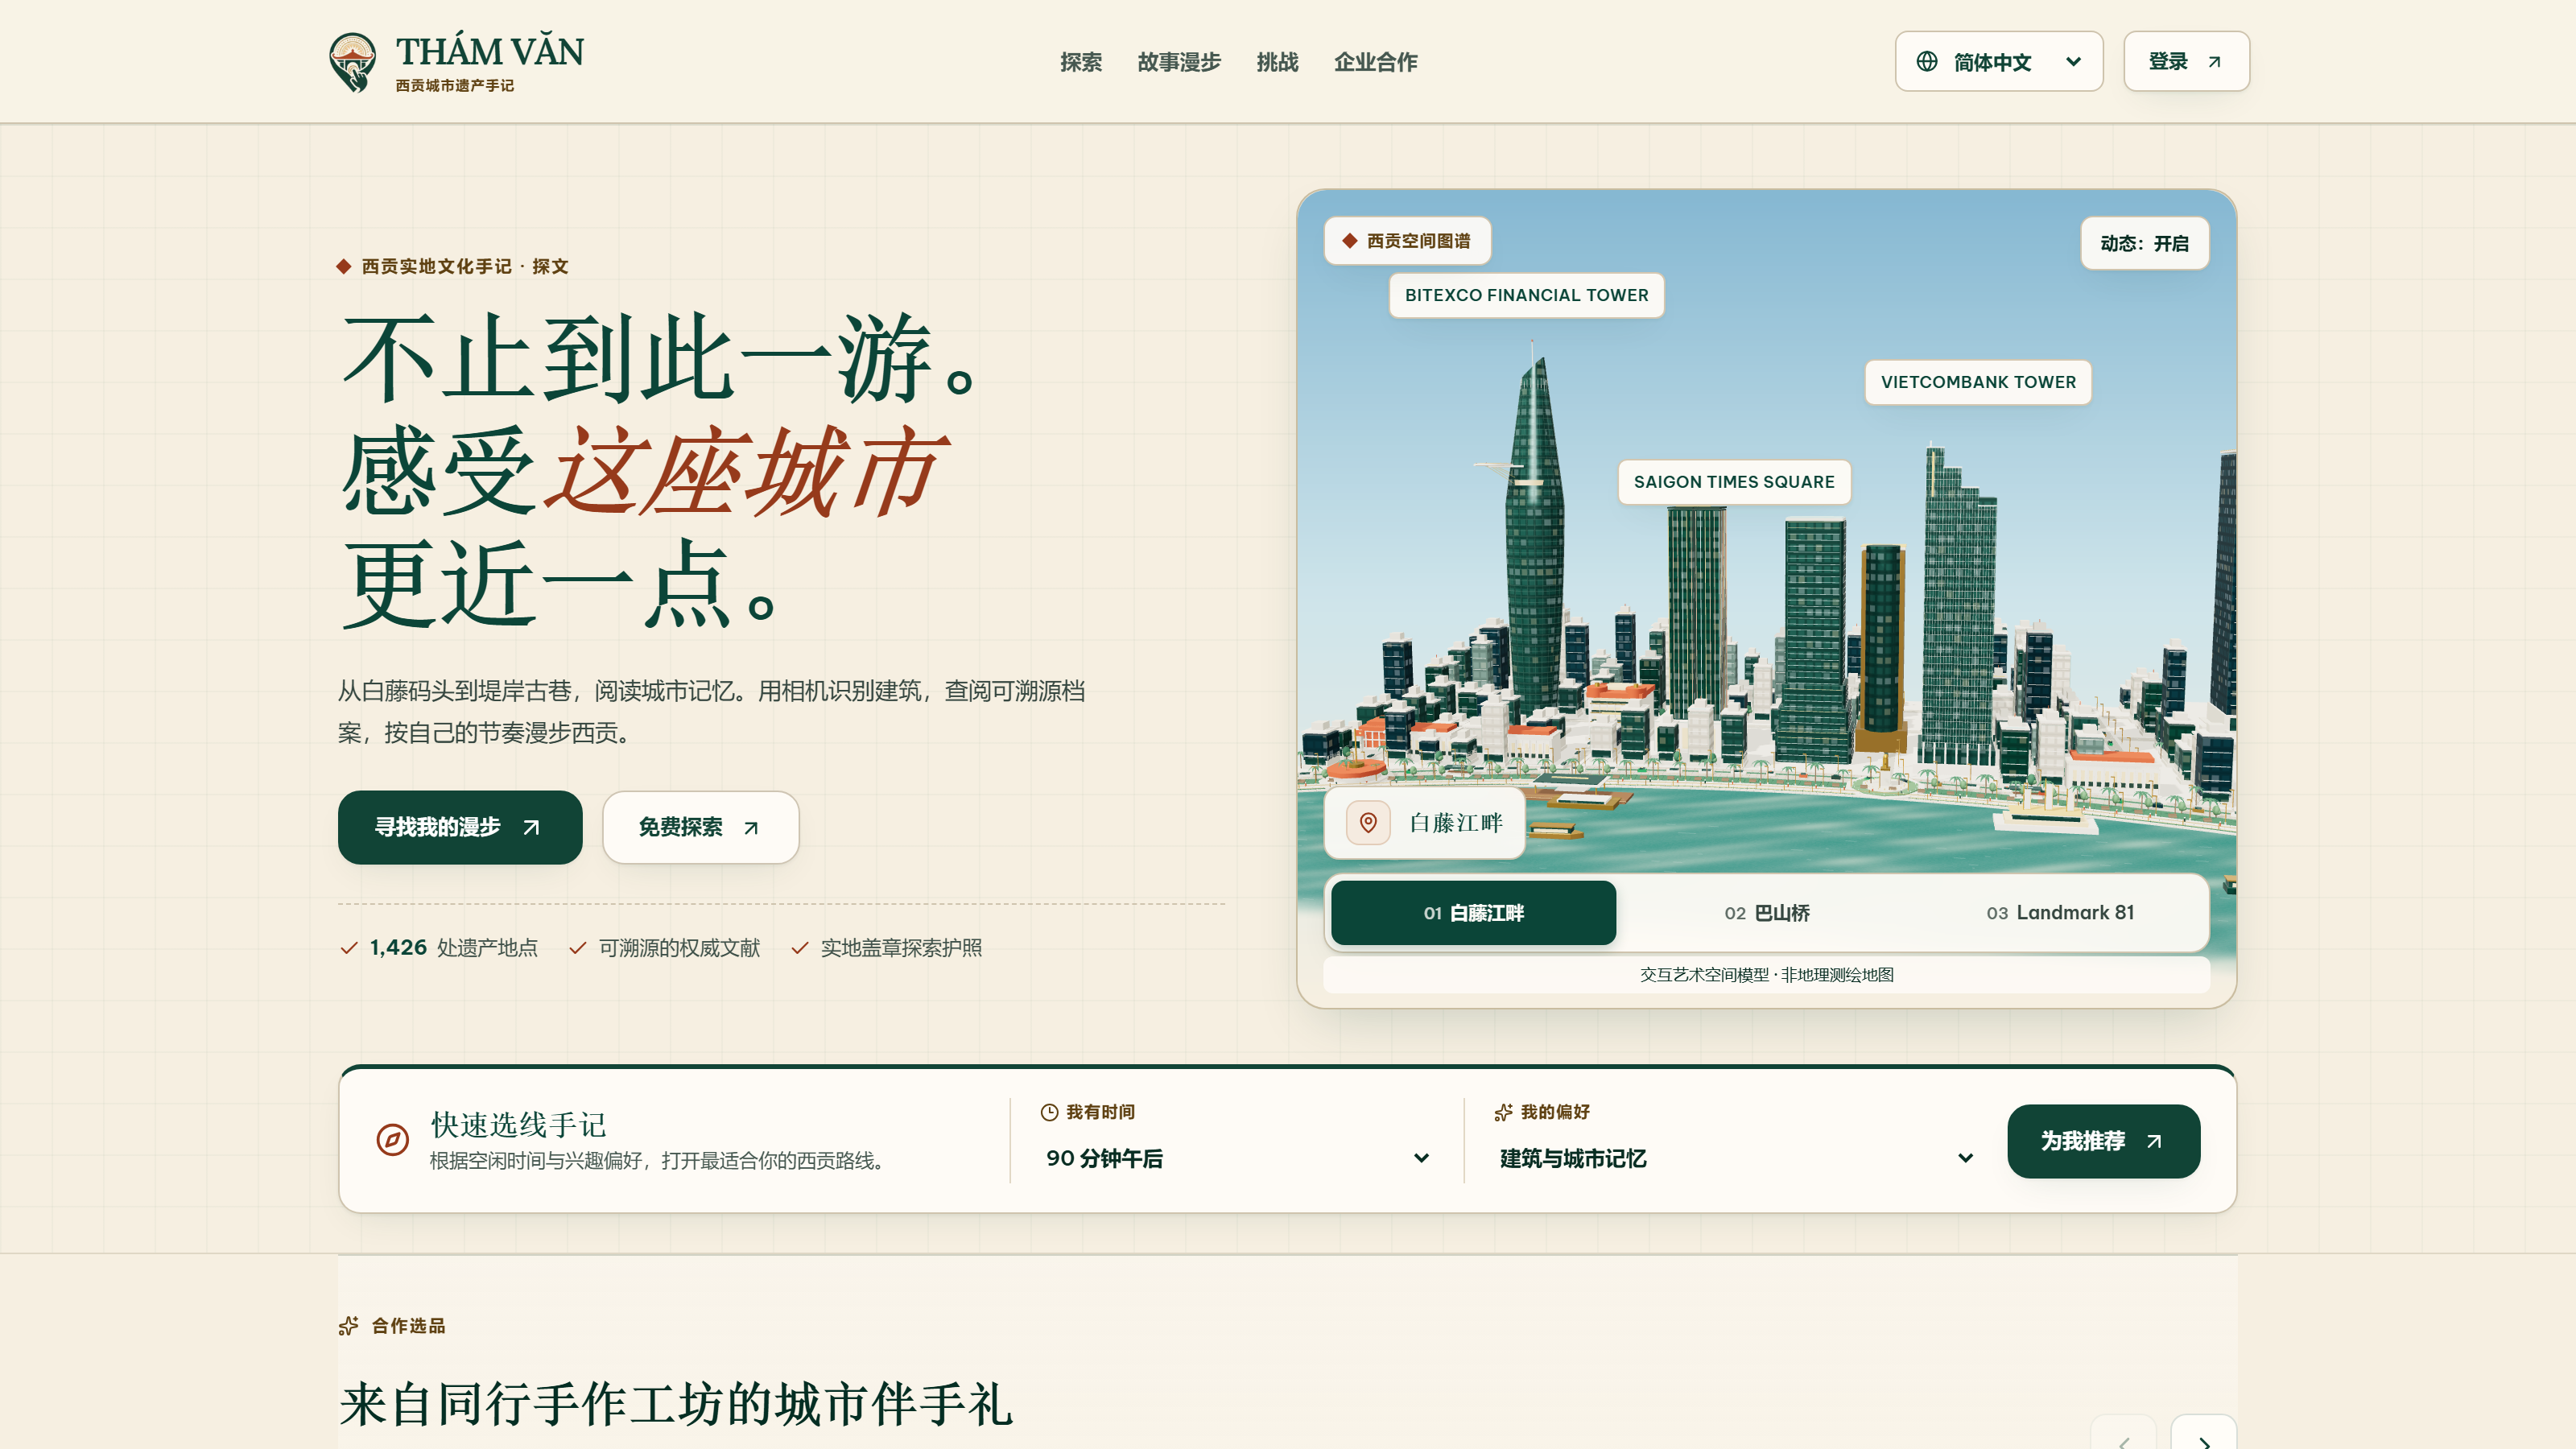 THÁM VĂN
西贡城市遗产手记
探索
故事漫步
挑战
企业合作
简体中文
登录
西贡实地文化手记 · 探文
不止到此一游。
感受这座城市
更近一点。
从白藤码头到堤岸古巷，阅读城市记忆。用相机识别建筑，查阅可溯源档
案，按自己的节奏漫步西贡。
寻找我的漫步
免费探索
1,426 处遗产地点
可溯源的权威文献
实地盖章探索护照
西贡空间图谱
动态：开启
BITEXCO FINANCIAL TOWER
VIETCOMBANK TOWER
SAIGON TIMES SQUARE
白藤江畔
01 白藤江畔
02 巴山桥
03 Landmark 81
交互艺术空间模型 · 非地理测绘地图
快速选线手记
根据空闲时间与兴趣偏好，打开最适合你的西贡路线。
我有时间
90 分钟午后
我的偏好
建筑与城市记忆
为我推荐
合作选品
来自同行手作工坊的城市伴手礼